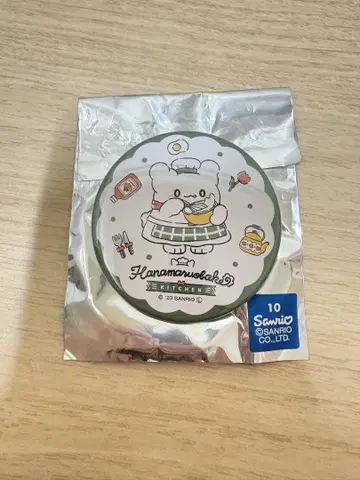 Hanamaruobake
KITCHEN
© '23 SANRIO Ⓛ
10
Sanrio
©SANRIO
CO., LTD.